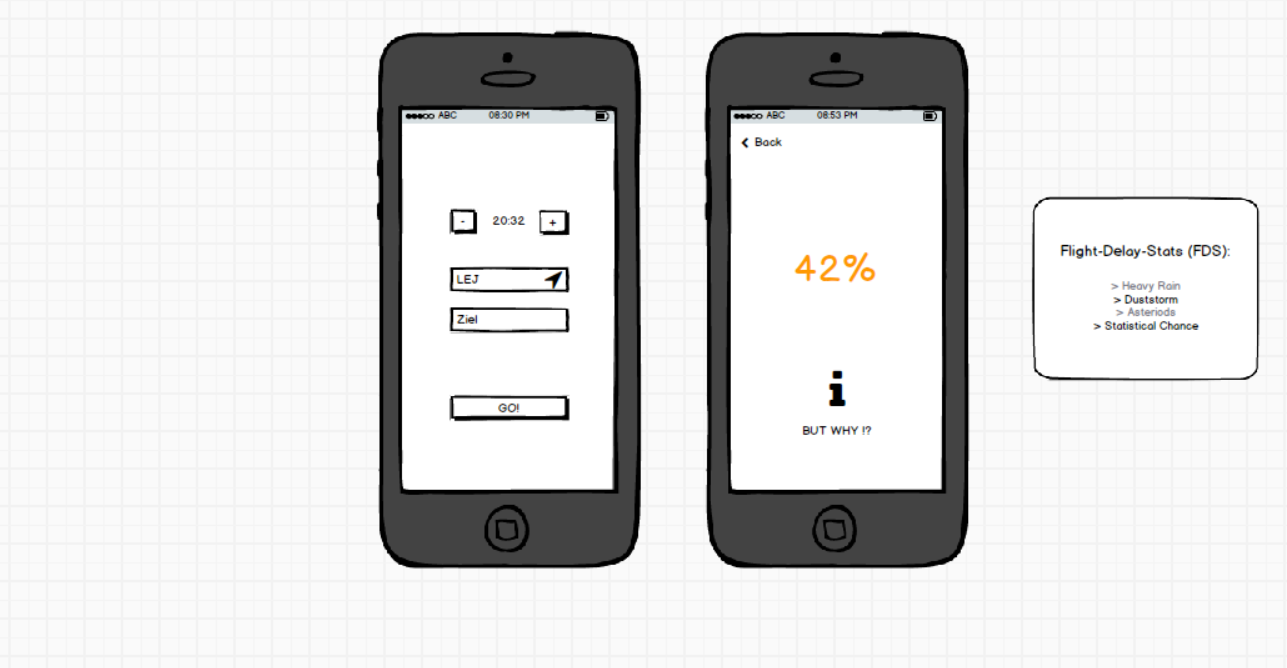 ABC 08:30 PM
- 20:32 +
LEJ
Ziel
GO!
ABC 08:53 PM
Back
42%
i
BUT WHY !?
Flight-Delay-Stats (FDS):
> Heavy Rain
> Duststorm
> Asteriods
> Statistical Chance